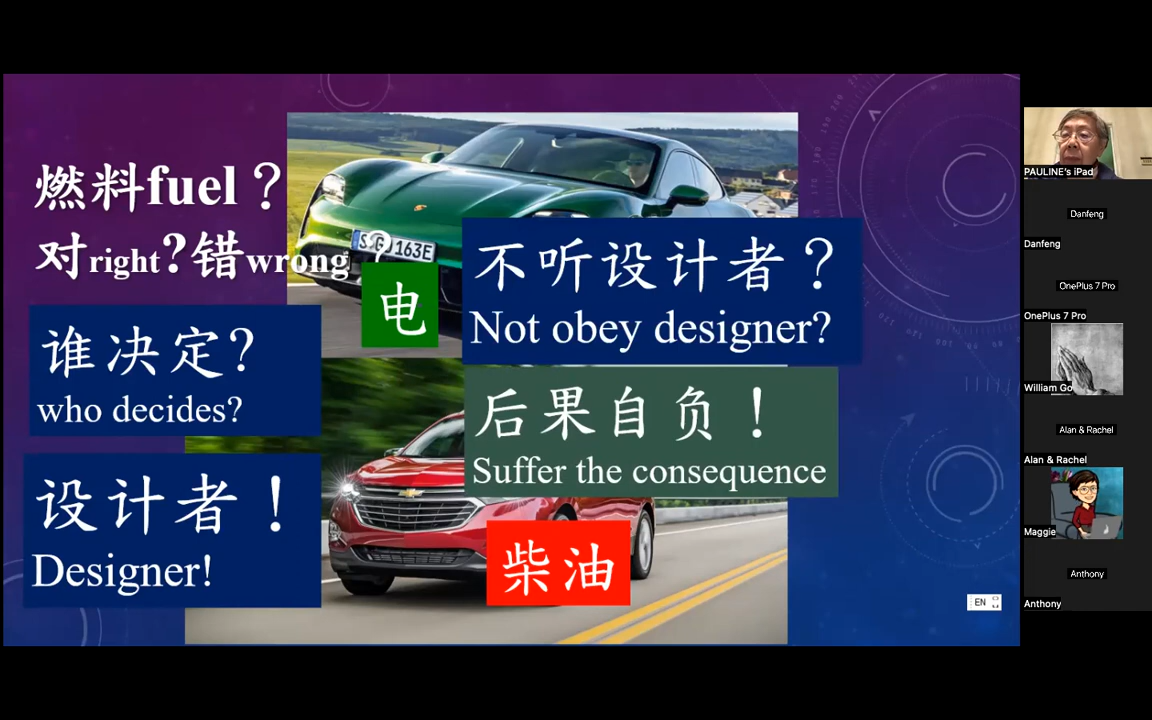 燃料fuel？
对right?错wrong？
谁决定?
who decides?
设计者！
Designer!
S GO 163E
电
不听设计者？
Not obey designer?
后果自负！
Suffer the consequence
柴油
EN
PAULINE's iPad
Danfeng
Danfeng
OnePlus 7 Pro
OnePlus 7 Pro
William Go
Alan & Rachel
Alan & Rachel
Maggie
Anthony
Anthony